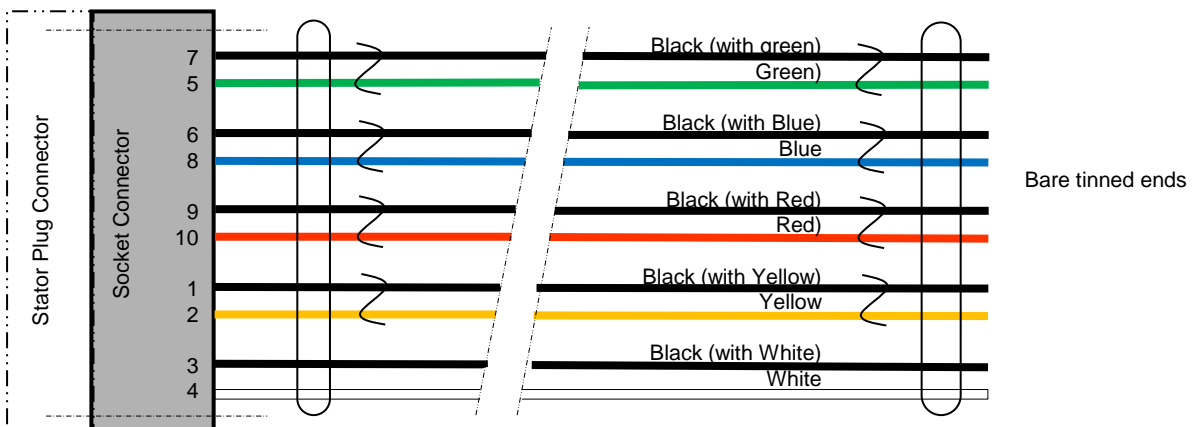 Stator Plug Connector
Socket Connector
7
Black (with green)
5
Green)
6
Black (with Blue)
8
Blue
9
Black (with Red)
10
Red)
1
Black (with Yellow)
2
Yellow
3
Black (with White)
4
White
Bare tinned ends